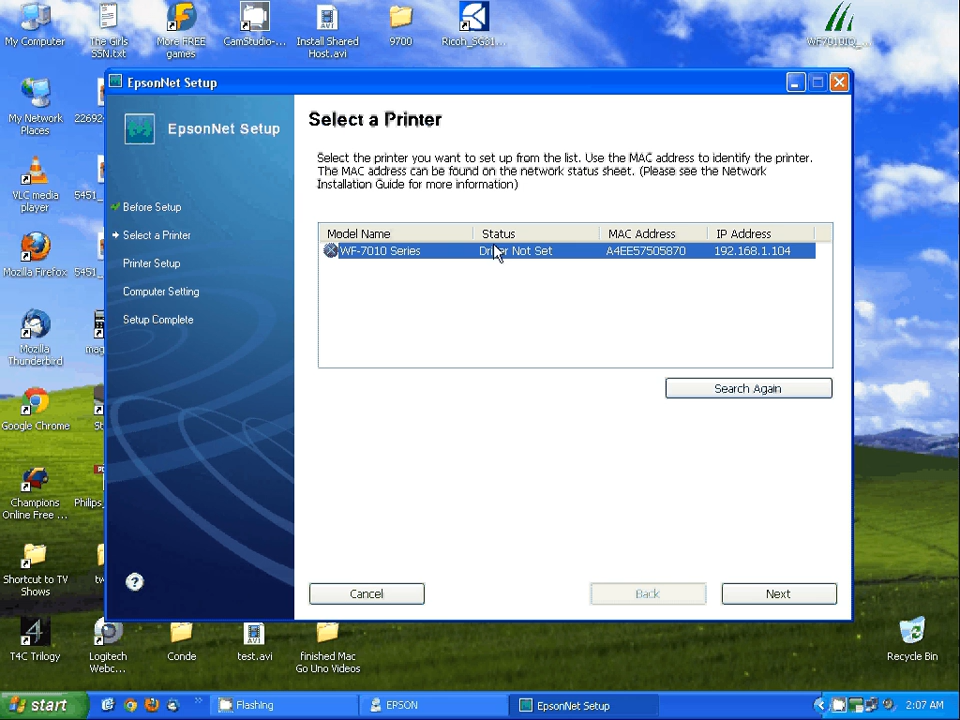 My Computer
The Girls
SSN.txt
More FREE
games
CamStudio-...
Install Shared
Host.avi
9700
Ricoh_SG31...
WF7010IQ_...
My Network
Places
22692
VLC media
player
5451_
Mozilla Firefox
5451_
Mozilla
Thunderbird
mag
Google Chrome
Champions
Online Free ...
Philips_
Shortcut to TV
Shows
T4C Trilogy
Logitech
Webc...
Conde
test.avi
finished Mac
Go Uno Videos
Recycle Bin
EpsonNet Setup
EpsonNet Setup
Before Setup
Select a Printer
Printer Setup
Computer Setting
Setup Complete
?
Select a Printer
Select the printer you want to set up from the list. Use the MAC address to identify the printer.
The MAC address can be found on the network status sheet. (Please see the Network
Installation Guide for more information)
Model Name Status MAC Address IP Address
WF-7010 Series Driver Not Set A4EE57505870 192.168.1.104
Search Again
Cancel Back Next
start
Flashing
EPSON
EpsonNet Setup
2:07 AM